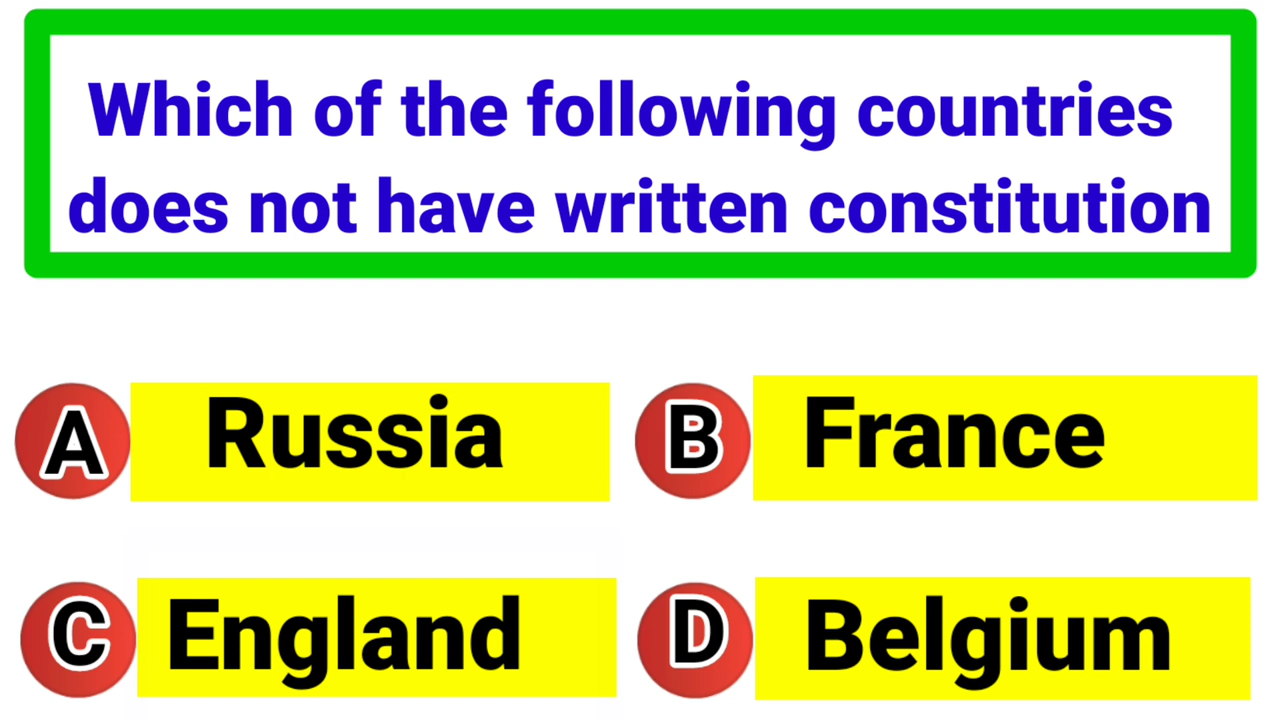 Which of the following countries
does not have written constitution
A Russia
B France
C England
D Belgium